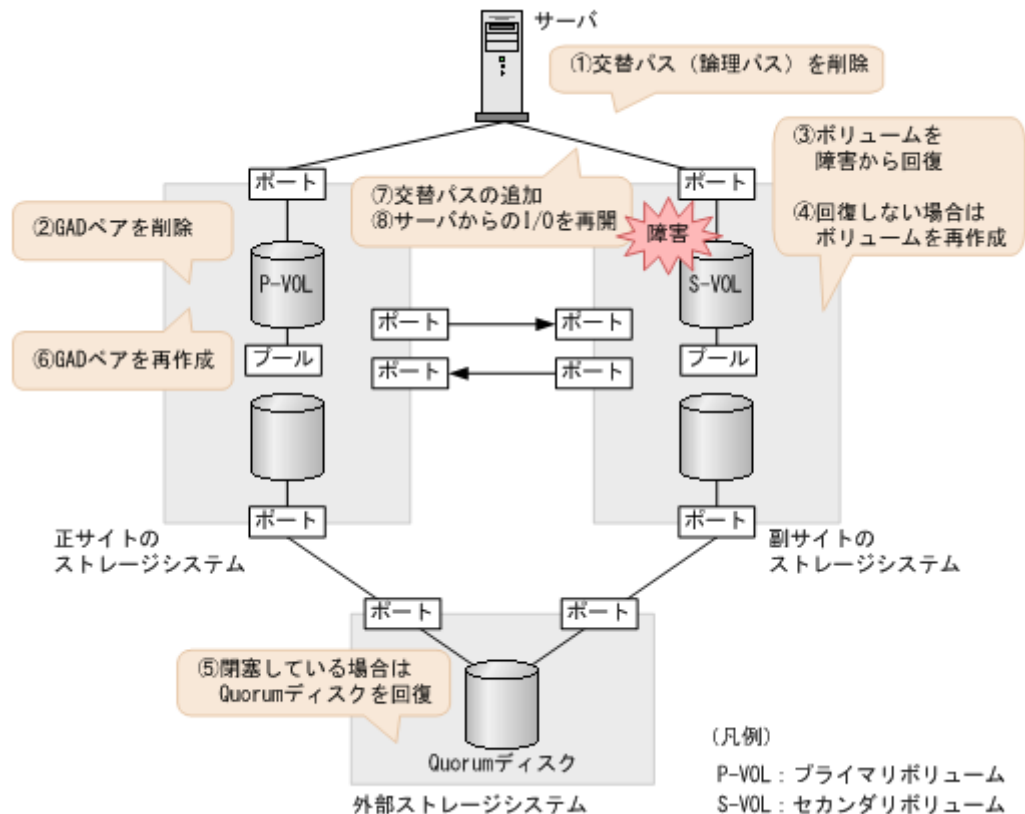 サーバ
①交替パス（論理パス）を削除
③ボリュームを
障害から回復
④回復しない場合は
ボリュームを再作成
ポート
ポート
⑦交替パスの追加
⑧サーバからのI/Oを再開
②GADペアを削除
障害
P-VOL
S-VOL
ポート
ポート
⑥GADペアを再作成
プール
ポート
ポート
プール
ポート
ポート
正サイトの
ストレージシステム
副サイトの
ストレージシステム
ポート
ポート
⑤閉塞している場合は
Quorumディスクを回復
Quorumディスク
外部ストレージシステム
(凡例)
P-VOL：プライマリボリューム
S-VOL：セカンダリボリューム